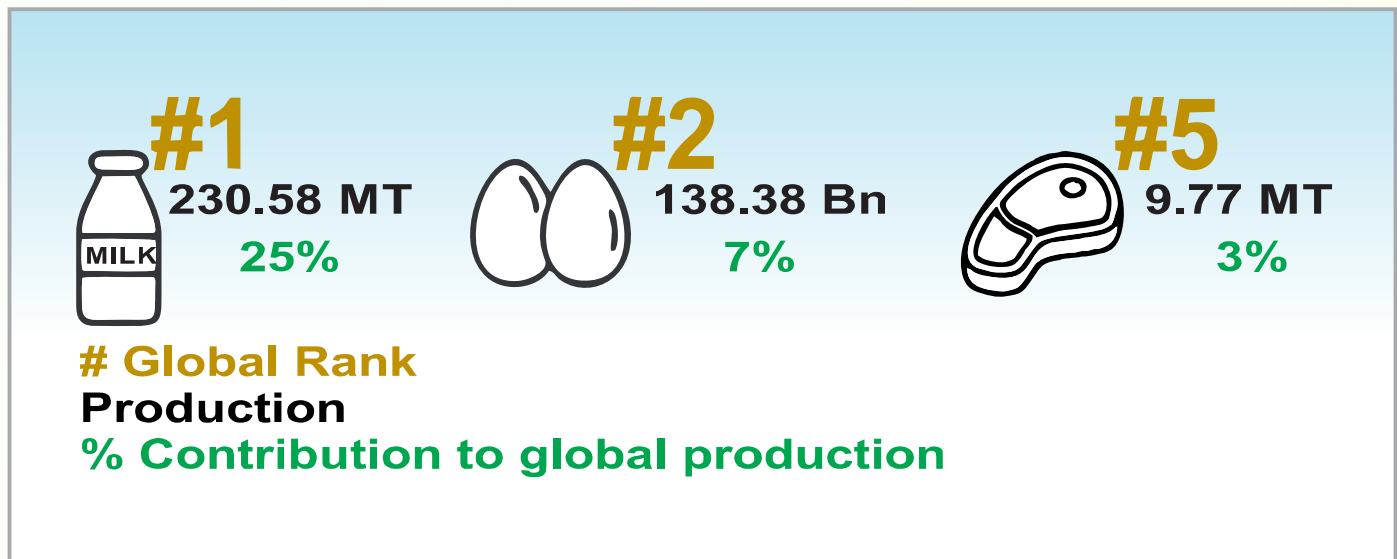 #1
230.58 MT
25%
MILK
#2
138.38 Bn
7%
#5
9.77 MT
3%
# Global Rank
Production
% Contribution to global production